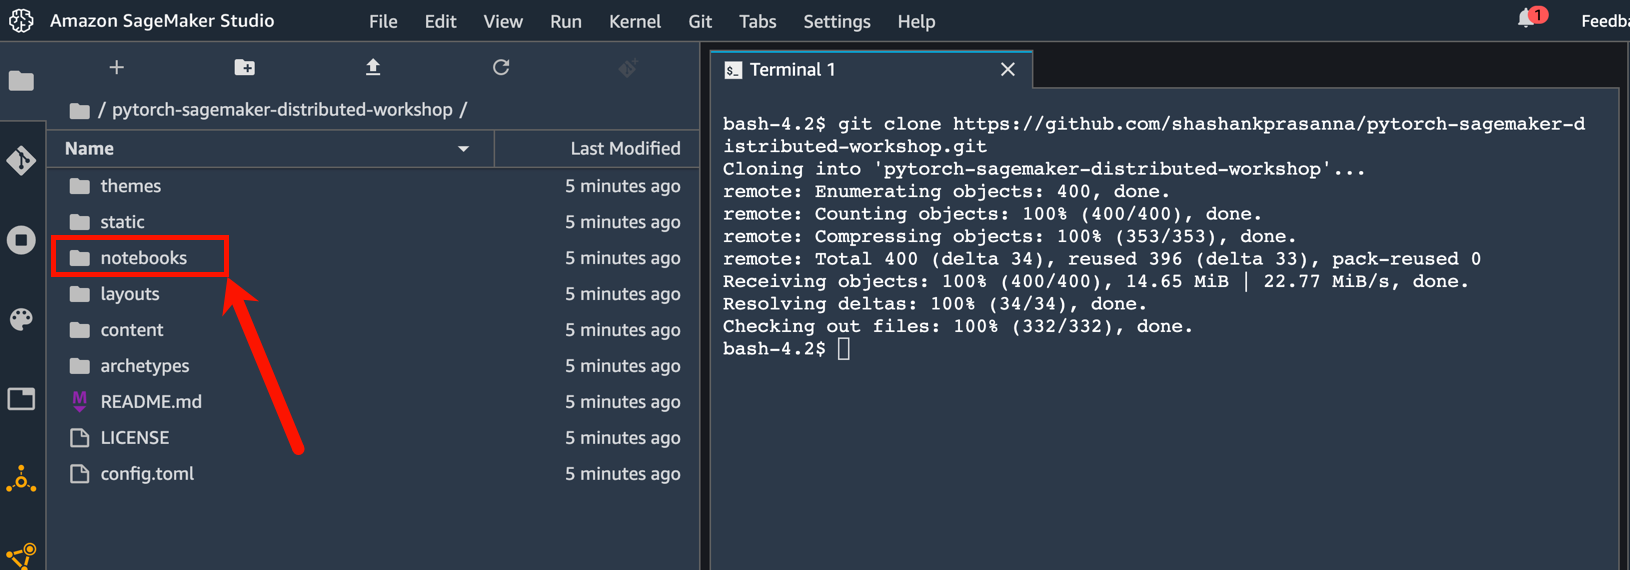 Amazon SageMaker Studio File Edit View Run Kernel Git Tabs Settings Help 1 Feedba
/ pytorch-sagemaker-distributed-workshop /
Name Last Modified
themes 5 minutes ago
static 5 minutes ago
notebooks 5 minutes ago
layouts 5 minutes ago
content 5 minutes ago
archetypes 5 minutes ago
M README.md 5 minutes ago
LICENSE 5 minutes ago
config.toml 5 minutes ago
$_ Terminal 1
bash-4.2$ git clone https://github.com/shashankprasanna/pytorch-sagemaker-d
istributed-workshop.git
Cloning into 'pytorch-sagemaker-distributed-workshop'...
remote: Enumerating objects: 400, done.
remote: Counting objects: 100% (400/400), done.
remote: Compressing objects: 100% (353/353), done.
remote: Total 400 (delta 34), reused 396 (delta 33), pack-reused 0
Receiving objects: 100% (400/400), 14.65 MiB | 22.77 MiB/s, done.
Resolving deltas: 100% (34/34), done.
Checking out files: 100% (332/332), done.
bash-4.2$